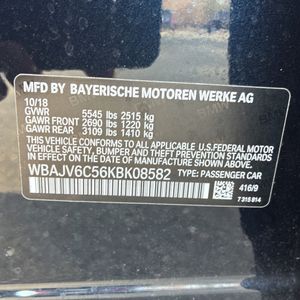 MFD BY BAYERISCHE MOTOREN WERKE AG
10/18
GVWR 5545 lbs 2515 kg
GAWR FRONT 2690 lbs 1220 kg
GAWR REAR 3109 lbs 1410 kg
THIS VEHICLE CONFORMS TO ALL APPLICABLE U.S. FEDERAL
SAFETY, BUMPER AND THEFT PREVENTION STANDARDS IN
EFFECT ON THE DATE OF MANUFACTURE SHOWN ABOVE.
WBAJV6C56KBK08582 TYPE: PASSENGER CAR
416/9
7 315 814